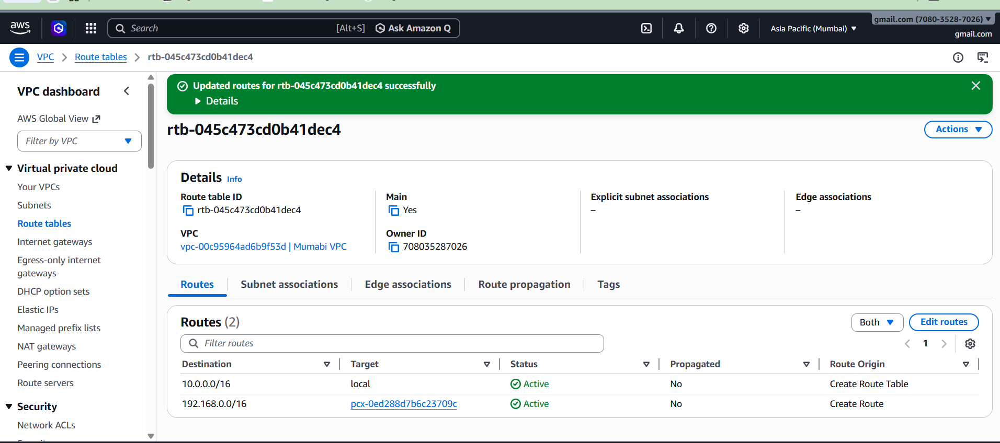 aws
Search [Alt+S] Ask Amazon Q
Asia Pacific (Mumbai)
gmail.com (7080-3528-7026)
gmail.com
VPC
Route tables
rtb-045c473cd0b41dec4
VPC dashboard
AWS Global View
Filter by VPC
Virtual private cloud
Your VPCs
Subnets
Route tables
Internet gateways
Egress-only internet
gateways
DHCP option sets
Elastic IPs
Managed prefix lists
NAT gateways
Peering connections
Route servers
Security
Network ACLs
Updated routes for rtb-045c473cd0b41dec4 successfully
Details
rtb-045c473cd0b41dec4
Actions
Details Info
Route table ID
rtb-045c473cd0b41dec4
Main
Yes
Explicit subnet associations
–
Edge associations
–
VPC
vpc-00c95964ad6b9f53d | Mumabi VPC
Owner ID
708035287026
Routes Subnet associations Edge associations Route propagation Tags
Routes (2)
Both
Edit routes
Filter routes
1
Destination Target Status Propagated Route Origin
10.0.0.0/16 local Active No Create Route Table
192.168.0.0/16 pcx-0ed288d7b6c23709c Active No Create Route